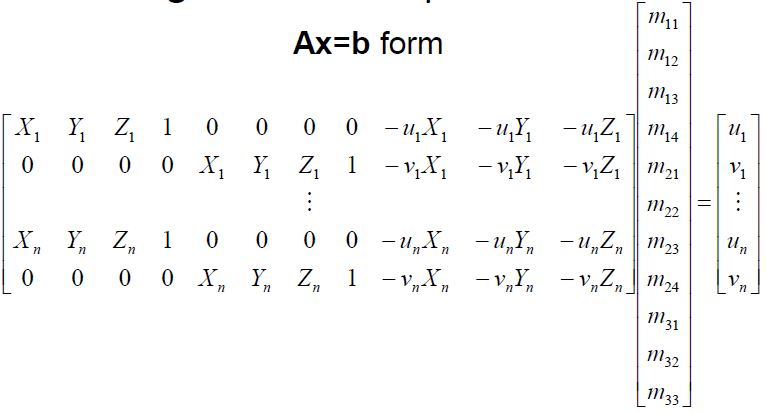 Ax=b form
[ X₁ Y₁ Z₁ 1 0 0 0 0 −u₁X₁ −u₁Y₁ −u₁Z₁ ] [ m₁₁ ] = [ u₁ ]
[ 0 0 0 0 X₁ Y₁ Z₁ 1 −v₁X₁ −v₁Y₁ −v₁Z₁ ] [ m₁₂ ] [ v₁ ]
[ ⋮ ] [ m₁₃ ] [ ⋮ ]
[ Xₙ Yₙ Zₙ 1 0 0 0 0 −uₙXₙ −uₙYₙ −uₙZₙ ] [ m₁₄ ] [ uₙ ]
[ 0 0 0 0 Xₙ Yₙ Zₙ 1 −vₙXₙ −vₙYₙ −vₙZₙ ] [ m₂₁ ] [ vₙ ]
[ m₂₂ ]
[ m₂₃ ]
[ m₂₄ ]
[ m₃₁ ]
[ m₃₂ ]
[ m₃₃ ]